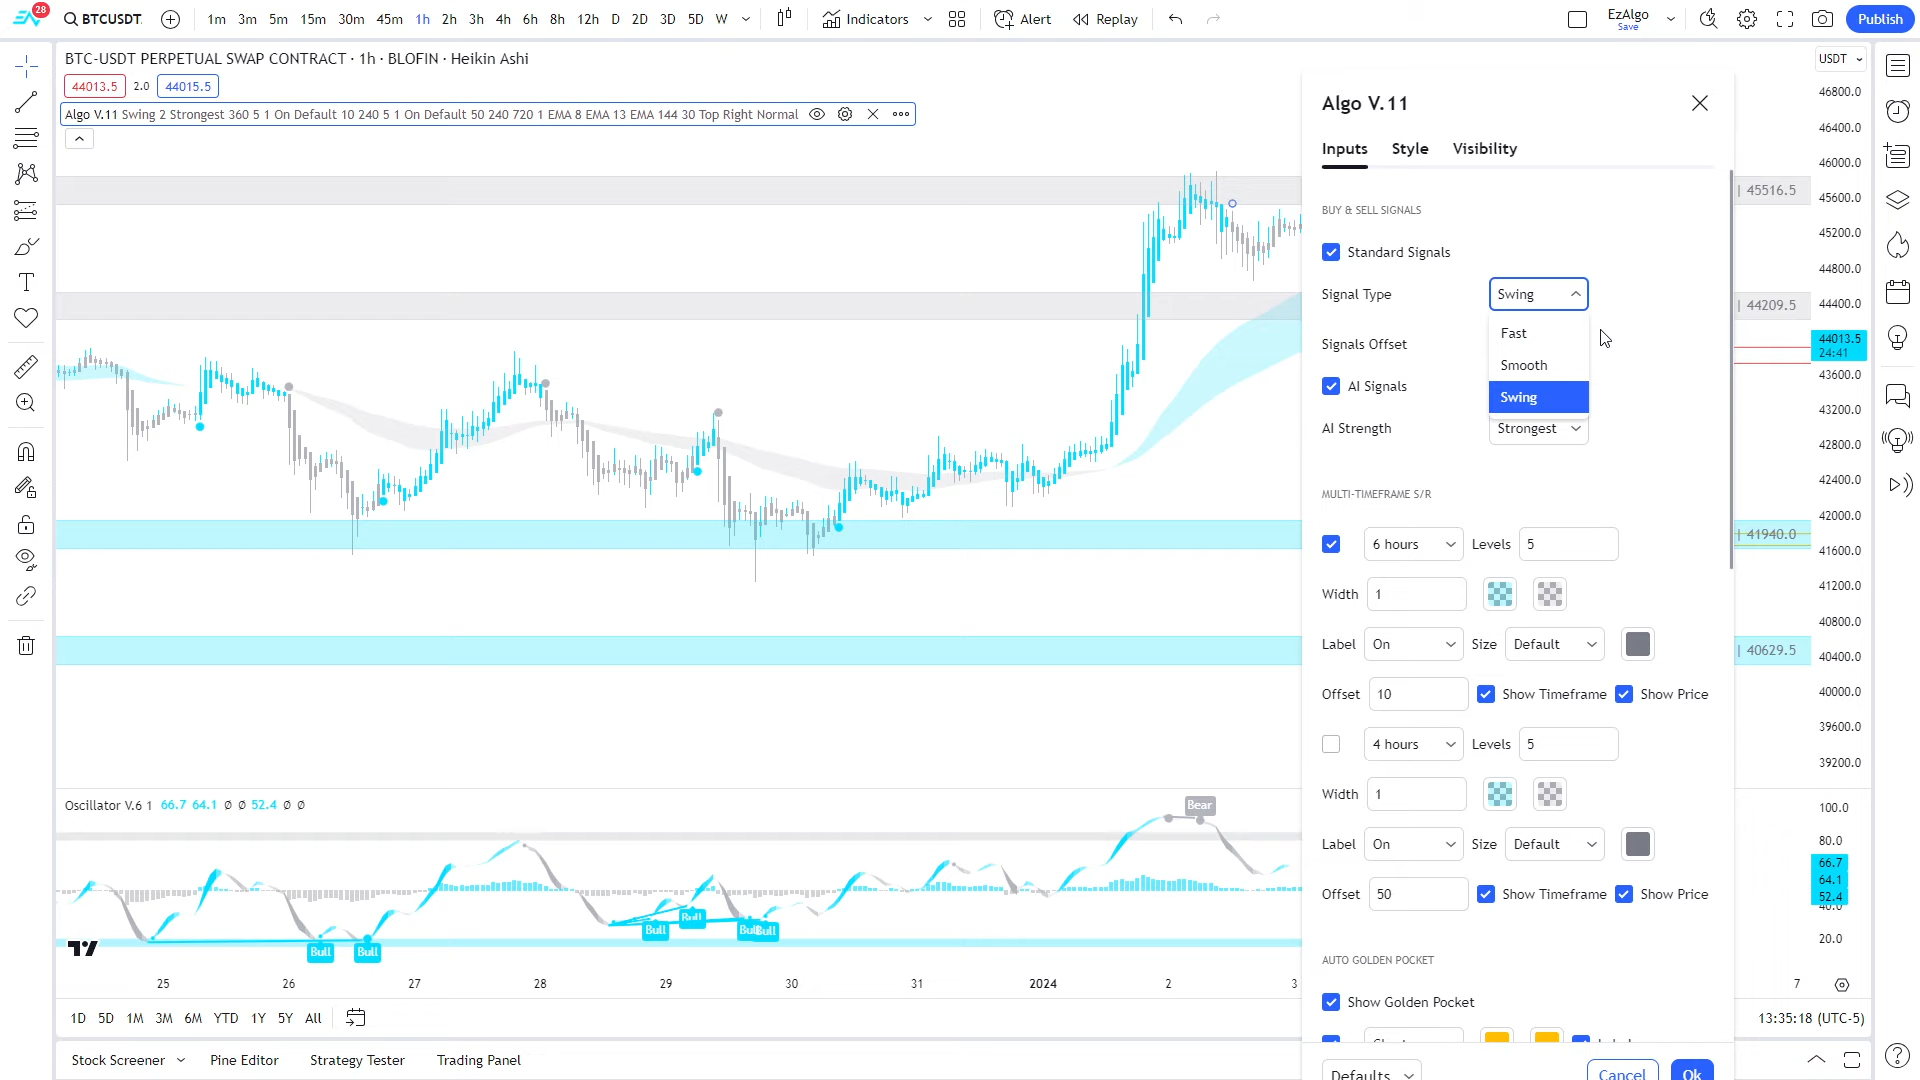 28 BTCUSDT 1m 3m 5m 15m 30m 45m 1h 2h 3h 4h 6h 8h 12h D 2D 3D 5D W Indicators Alert Replay EzAlgo Publish
Save
BTC-USDT PERPETUAL SWAP CONTRACT · 1h · BLOFIN · Heikin Ashi
44013.5 2.0 44015.5
Algo V.11 Swing 2 Strongest 360 5 1 On Default 10 240 5 1 On Default 50 240 720 1 EMA 8 EMA 13 EMA 144 30 Top Right Normal
Algo V.11
Inputs Style Visibility
BUY & SELL SIGNALS
Standard Signals
Signal Type Swing
Fast
Smooth
Swing
Signals Offset
AI Signals
AI Strength Strongest
MULTI-TIMEFRAME S/R
6 hours Levels 5
Width 1
Label On Size Default
Offset 10 Show Timeframe Show Price
4 hours Levels 5
Width 1
Label On Size Default
Offset 50 Show Timeframe Show Price
AUTO GOLDEN POCKET
Show Golden Pocket
Defaults Cancel Ok
USDT
46800.0
46400.0
46000.0
| 45516.5
45600.0
45200.0
44800.0
| 44209.5
44400.0
44013.5
24:41
43600.0
43200.0
42800.0
42400.0
42000.0
| 41940.0
41600.0
41200.0
40800.0
| 40629.5
40400.0
40000.0
39600.0
39200.0
Oscillator V.6 1 66.7 64.1 ∅ ∅ 52.4 ∅ ∅
Bear
Bull
Bull
Bull
Bull
Bull
Bull
100.0
80.0
66.7
64.1
52.4
40.0
20.0
25 26 27 28 29 30 31 2024 2 3 7
1D 5D 1M 3M 6M YTD 1Y 5Y All 13:35:18 (UTC-5)
Stock Screener Pine Editor Strategy Tester Trading Panel